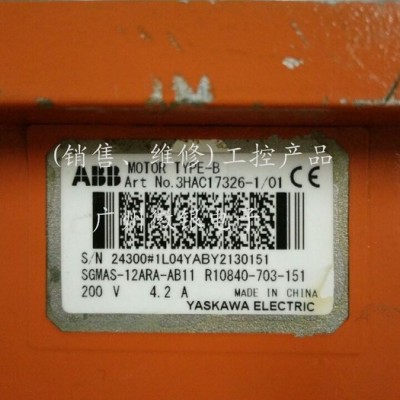 (销售、维修)工控产品
ABB MOTOR TYPE-B
Art No.3HAC17326-1/01 CE
S/N 24300#1L04YABY2130151
SGMAS-12ARA-AB11 R10840-703-151
200 V 4.2 A MADE IN CHINA
YASKAWA ELECTRIC